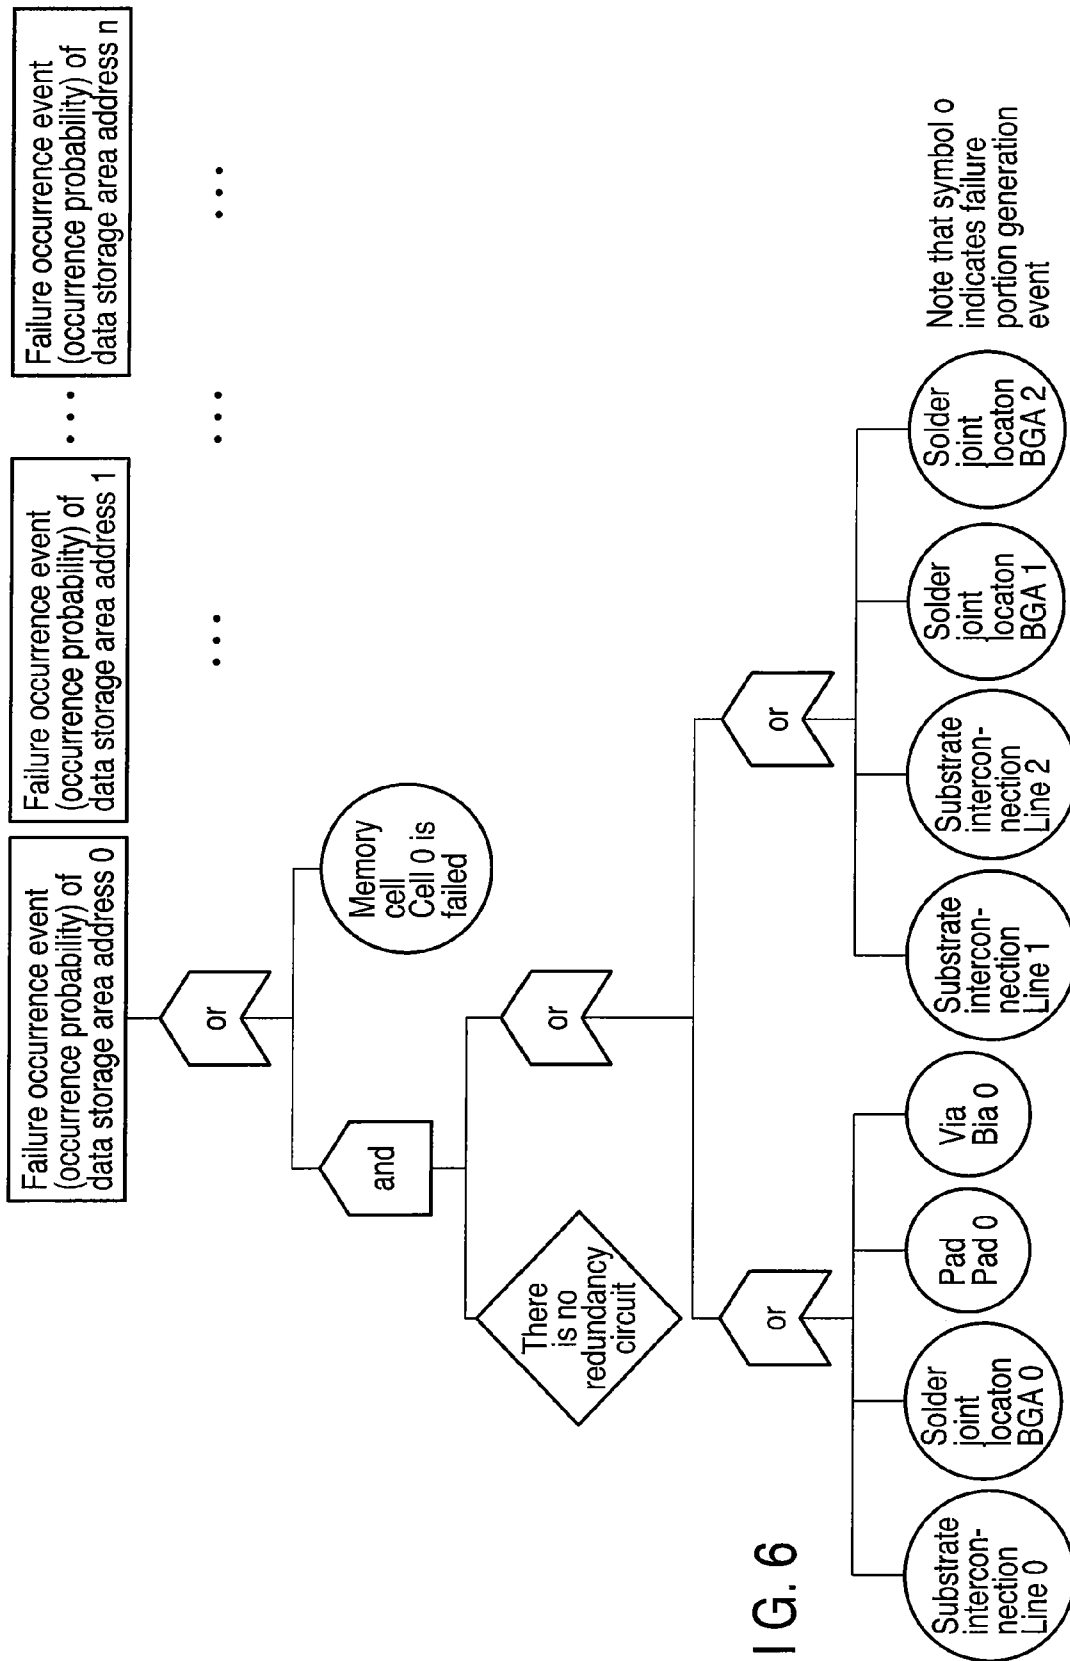 Failure occurrence event
(occurrence probability) of
data storage area address 0
Failure occurrence event
(occurrence probability) of
data storage area address 1
• • •
Failure occurrence event
(occurrence probability) of
data storage area address n
or
• • •
• • •
• • •
and
Memory
cell
Cell 0 is
failed
There
is no
redundancy
circuit
or
or
or
Substrate
intercon-
nection
Line 0
Solder
joint
locaton
BGA 0
Pad
Pad 0
Via
Bia 0
Substrate
intercon-
nection
Line 1
Substrate
intercon-
nection
Line 2
Solder
joint
locaton
BGA 1
Solder
joint
locaton
BGA 2
Note that symbol o
indicates failure
portion generation
event
I G. 6